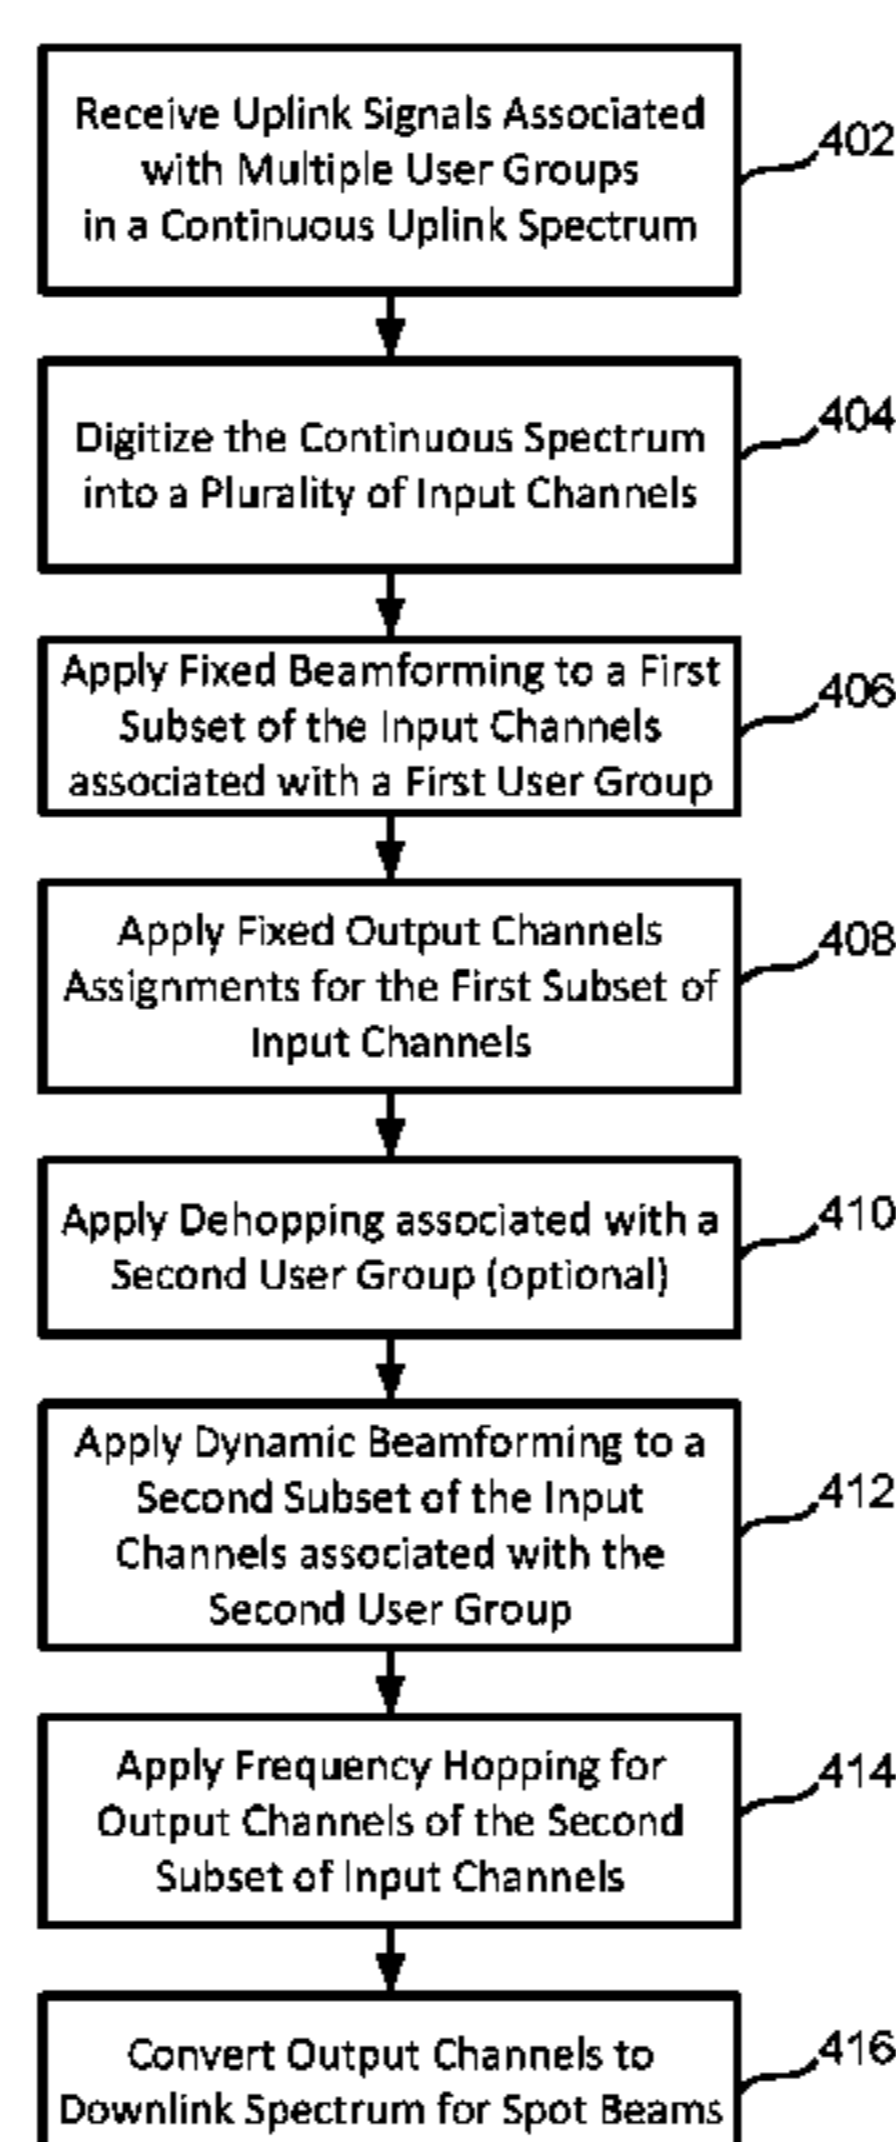 Receive Uplink Signals Associated
with Multiple User Groups
in a Continuous Uplink Spectrum
402
Digitize the Continuous Spectrum
into a Plurality of Input Channels
404
Apply Fixed Beamforming to a First
Subset of the Input Channels
associated with a First User Group
406
Apply Fixed Output Channels
Assignments for the First Subset of
Input Channels
408
Apply Dehopping associated with a
Second User Group (optional)
410
Apply Dynamic Beamforming to a
Second Subset of the Input
Channels associated with the
Second User Group
412
Apply Frequency Hopping for
Output Channels of the Second
Subset of Input Channels
414
Convert Output Channels to
Downlink Spectrum for Spot Beams
416